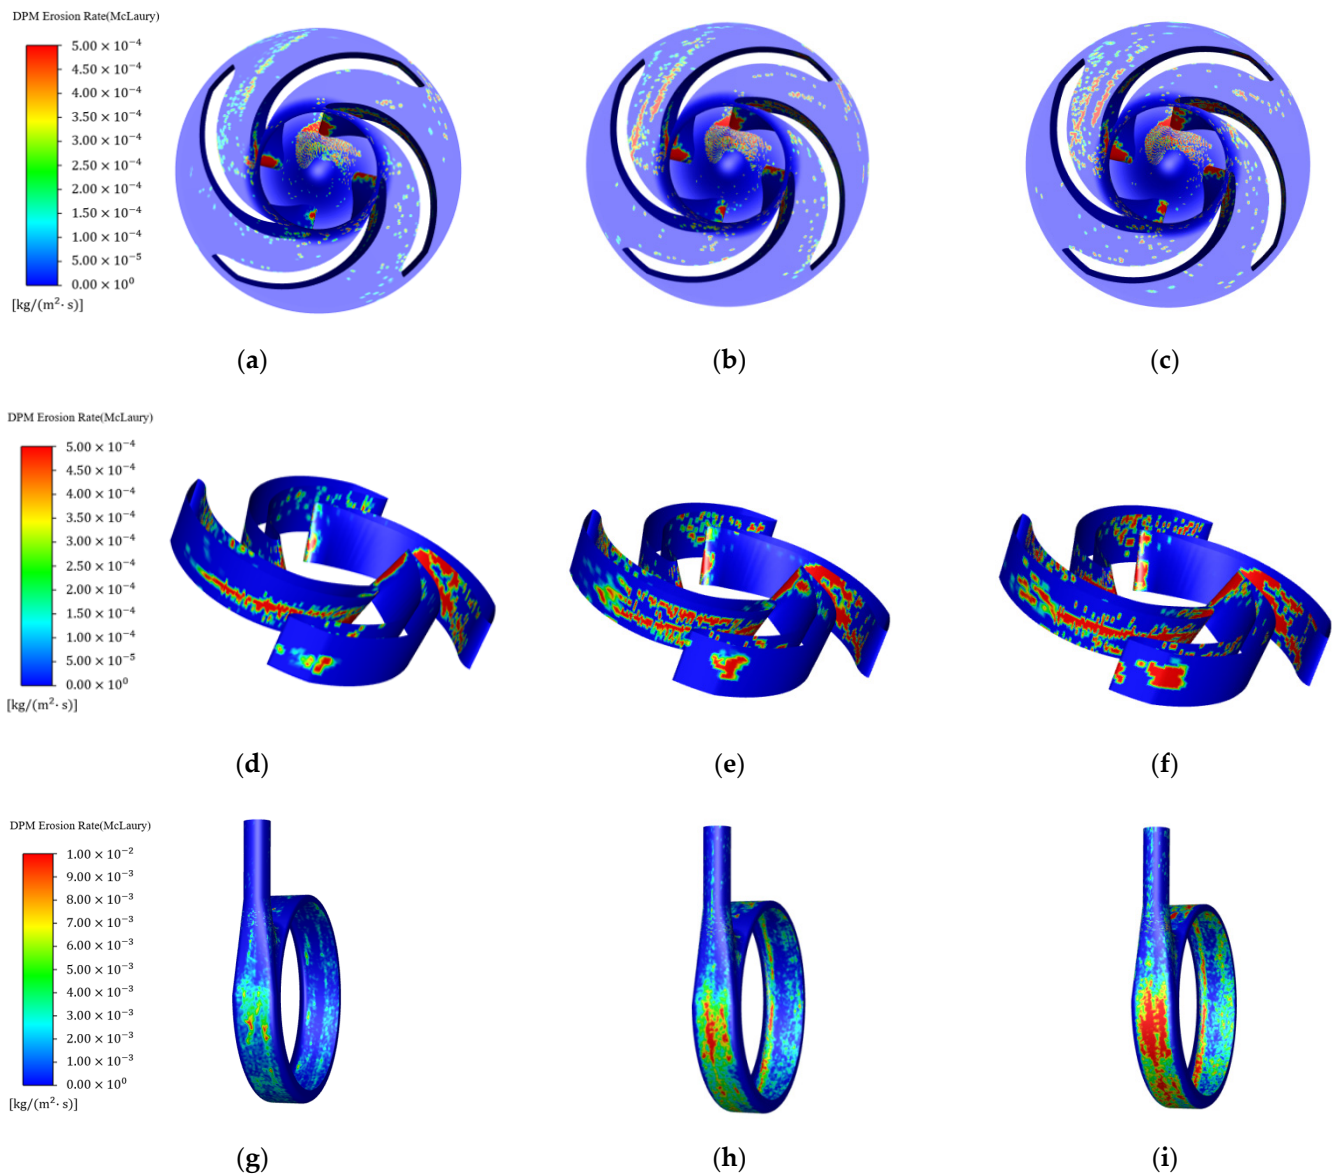 DPM Erosion Rate(McLaury)
5.00 × 10⁻⁴
4.50 × 10⁻⁴
4.00 × 10⁻⁴
3.50 × 10⁻⁴
3.00 × 10⁻⁴
2.50 × 10⁻⁴
2.00 × 10⁻⁴
1.50 × 10⁻⁴
1.00 × 10⁻⁴
5.00 × 10⁻⁵
0.00 × 10⁰
[kg/(m²· s)]
(a) (b) (c)
DPM Erosion Rate(McLaury)
5.00 × 10⁻⁴
4.50 × 10⁻⁴
4.00 × 10⁻⁴
3.50 × 10⁻⁴
3.00 × 10⁻⁴
2.50 × 10⁻⁴
2.00 × 10⁻⁴
1.50 × 10⁻⁴
1.00 × 10⁻⁴
5.00 × 10⁻⁵
0.00 × 10⁰
[kg/(m²· s)]
(d) (e) (f)
DPM Erosion Rate(McLaury)
1.00 × 10⁻²
9.00 × 10⁻³
8.00 × 10⁻³
7.00 × 10⁻³
6.00 × 10⁻³
5.00 × 10⁻³
4.00 × 10⁻³
3.00 × 10⁻³
2.00 × 10⁻³
1.00 × 10⁻³
0.00 × 10⁰
[kg/(m²· s)]
(g) (h) (i)